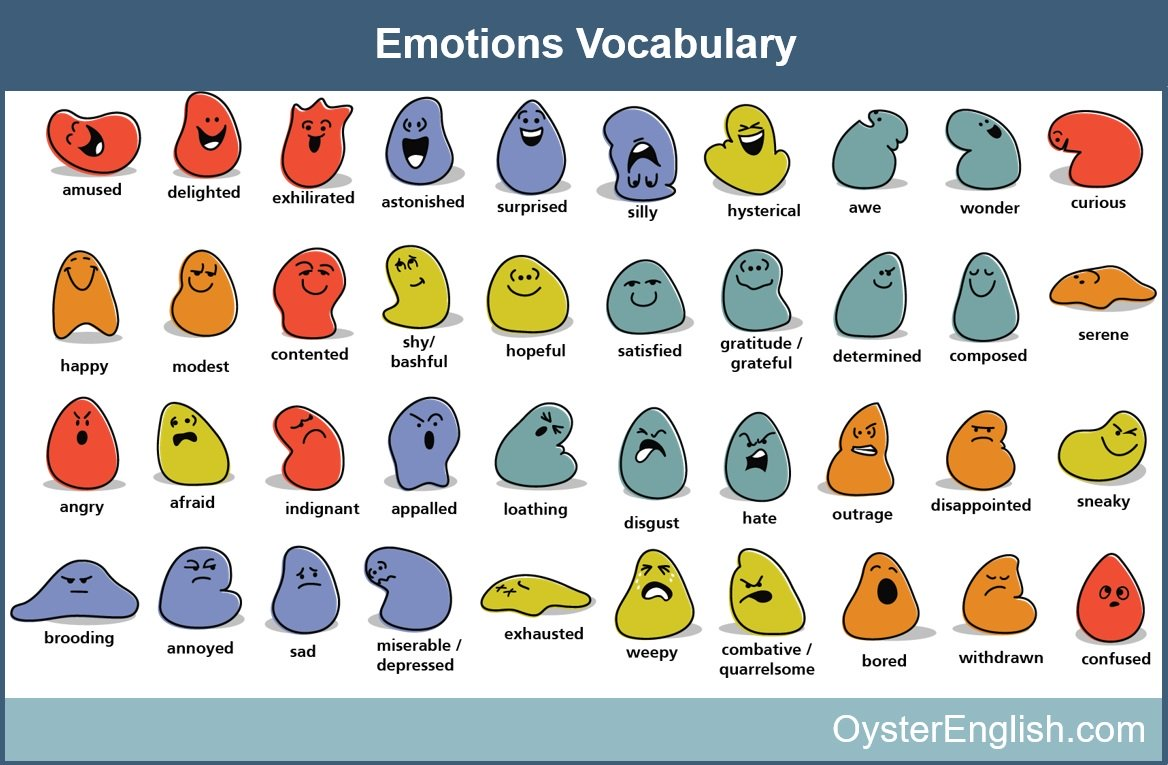 Emotions Vocabulary
amused
delighted
exhilirated
astonished
surprised
silly
hysterical
awe
wonder
curious
happy
modest
contented
shy/
bashful
hopeful
satisfied
gratitude /
grateful
determined
composed
serene
angry
afraid
indignant
appalled
loathing
disgust
hate
outrage
disappointed
sneaky
brooding
annoyed
sad
miserable /
depressed
exhausted
weepy
combative /
quarrelsome
bored
withdrawn
confused
OysterEnglish.com